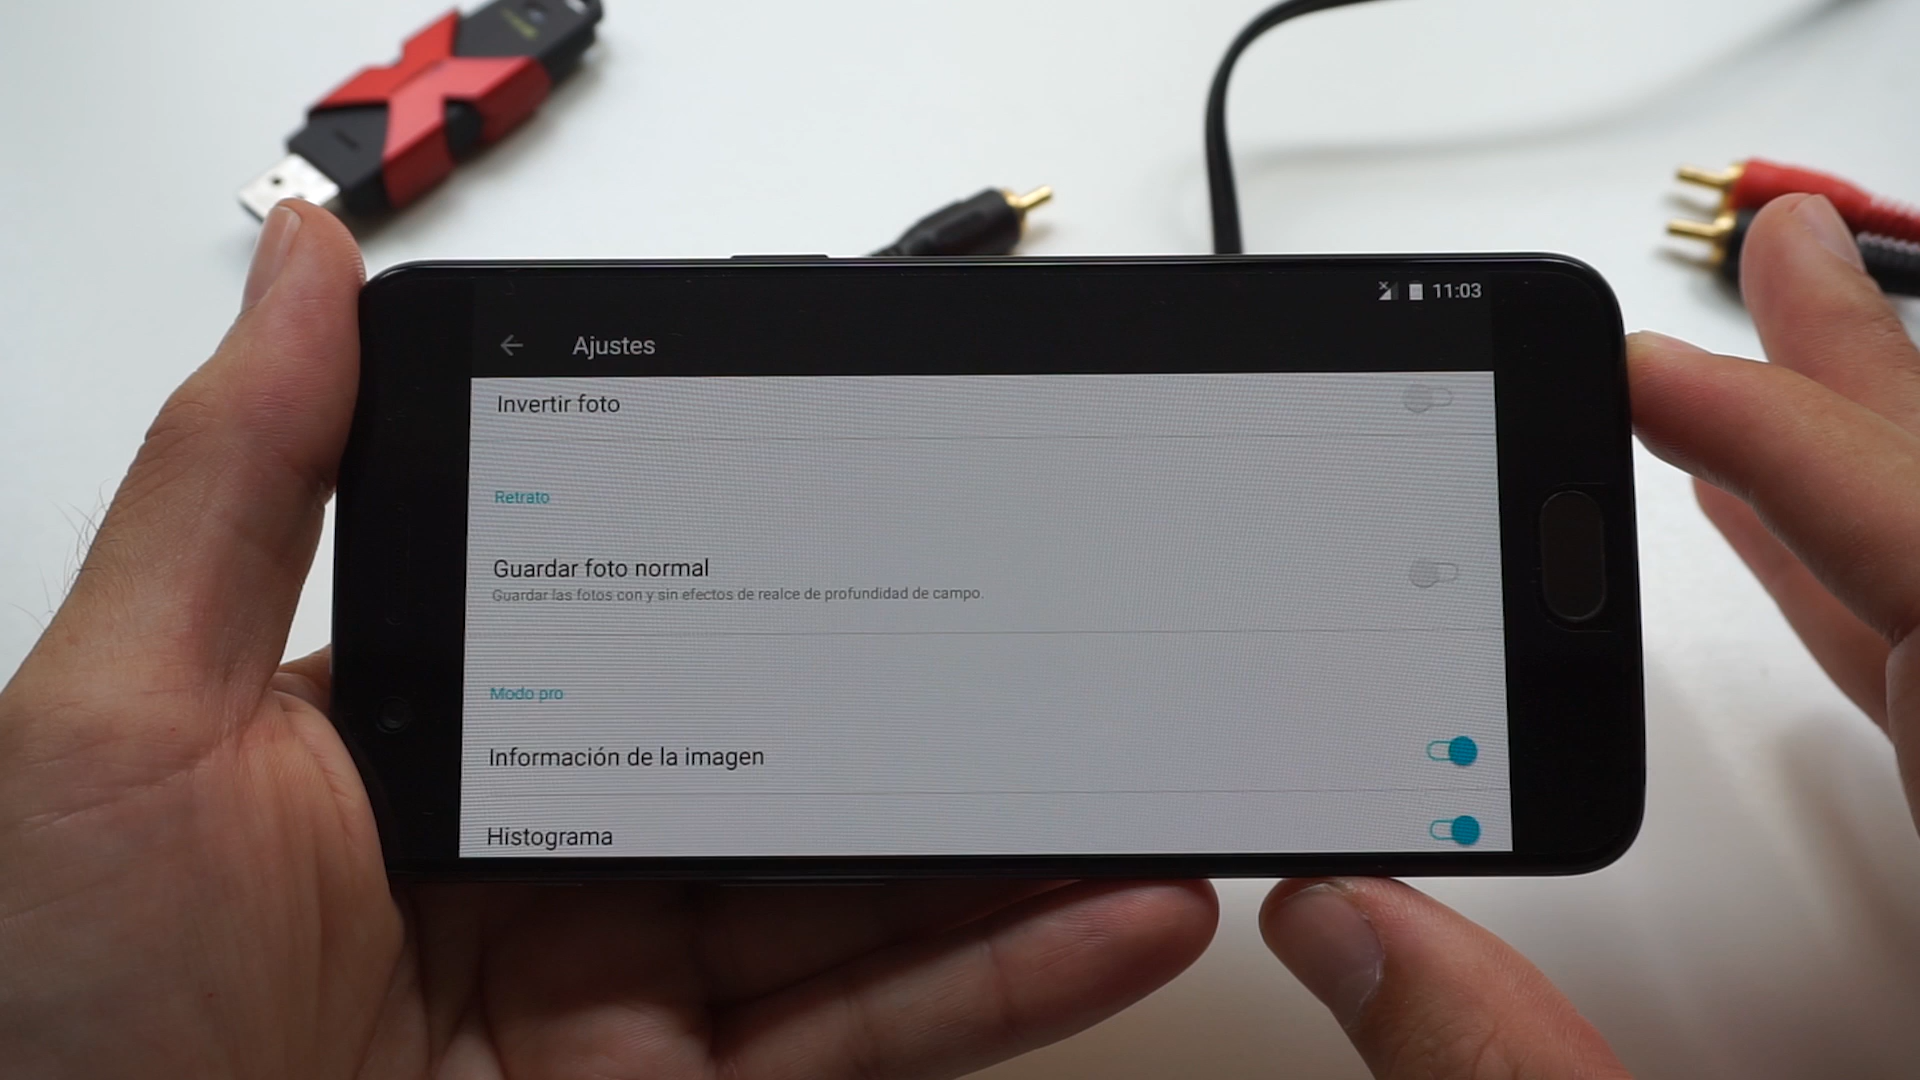 11:03
Ajustes
Invertir foto
Retrato
Guardar foto normal
Guardar las fotos con y sin efectos de realce de profundidad de campo.
Modo pro
Información de la imagen
Histograma